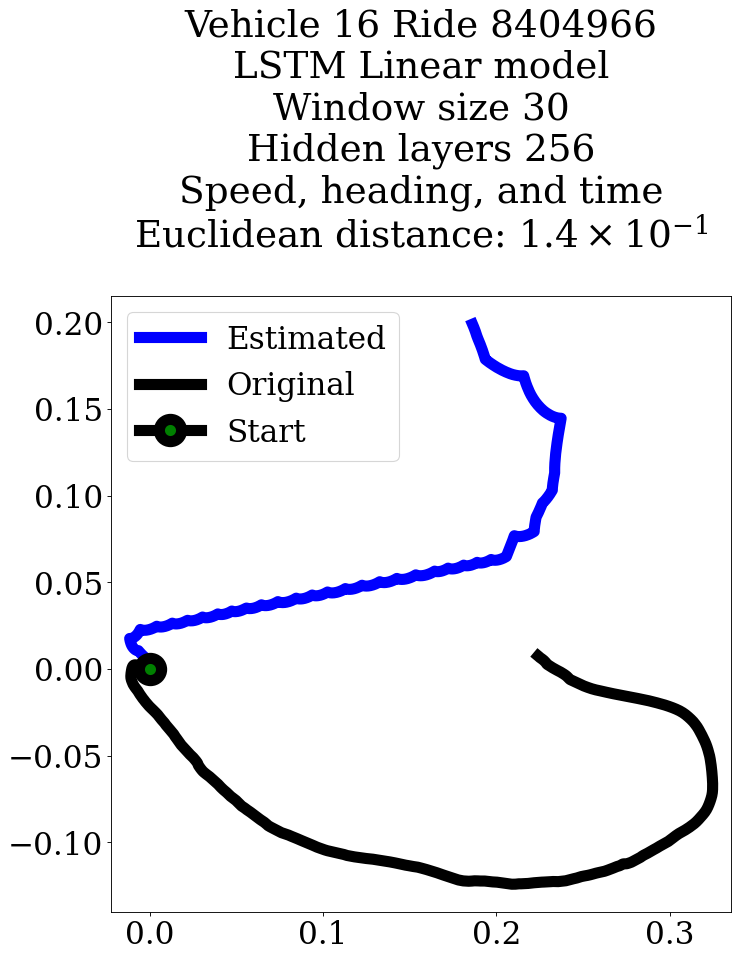 Vehicle 16 Ride 8404966
LSTM Linear model
Window size 30
Hidden layers 256
Speed, heading, and time
Euclidean distance: 1.4 × 10⁻¹
Estimated
Original
Start
0.20
0.15
0.10
0.05
0.00
−0.05
−0.10
0.0 0.1 0.2 0.3